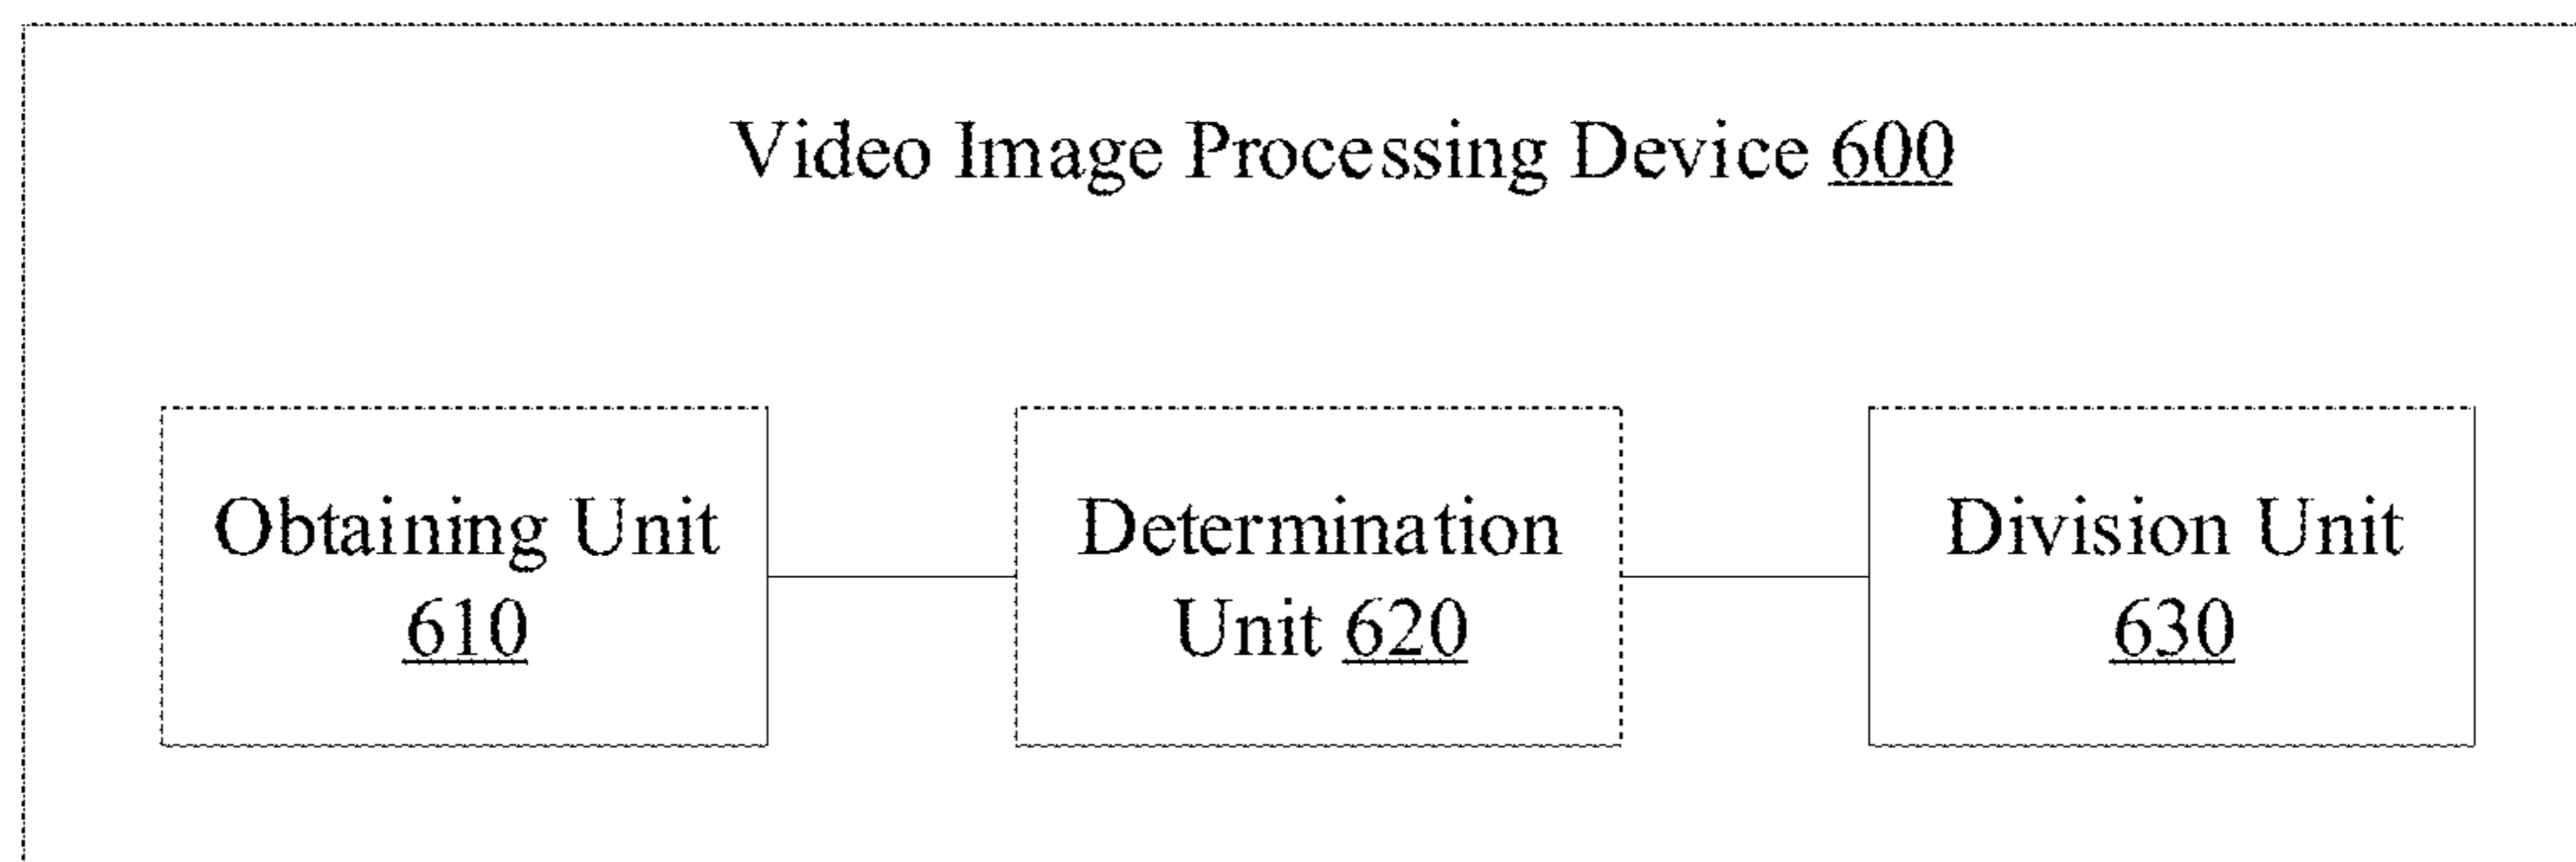 Video Image Processing Device 600
Obtaining Unit
610
Determination
Unit 620
Division Unit
630